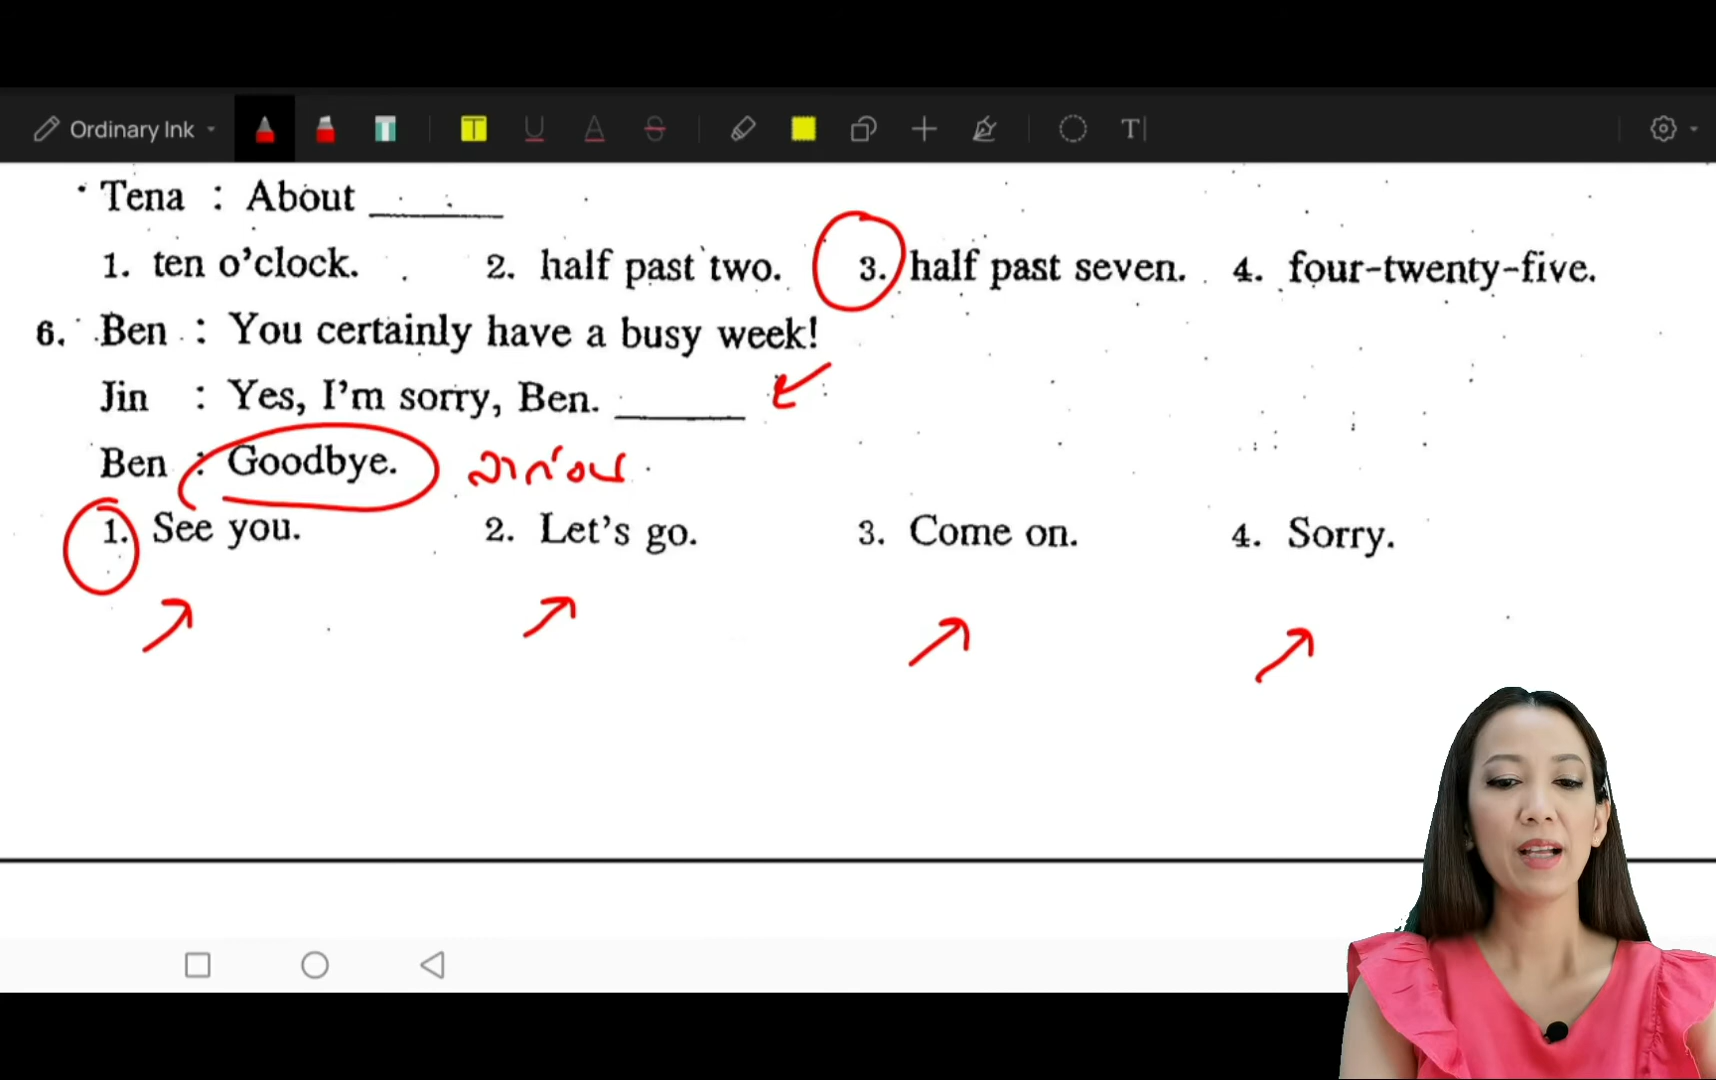 Ordinary Ink
Tena : About ______
1. ten o'clock. 2. half past two. 3. half past seven. 4. four-twenty-five.
6. Ben : You certainly have a busy week!
Jin : Yes, I'm sorry, Ben. ______
Ben : Goodbye. ลาก่อน
1. See you. 2. Let's go. 3. Come on. 4. Sorry.